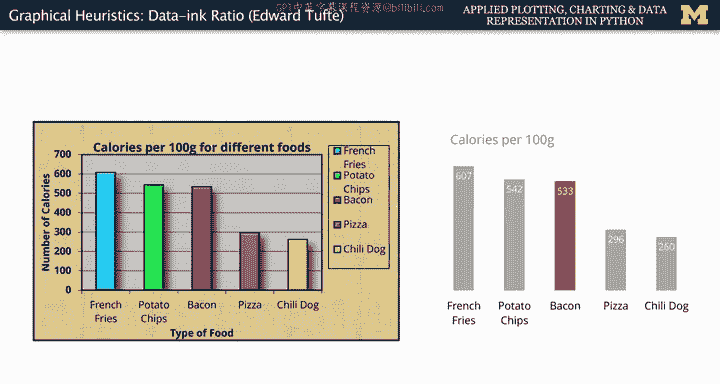 Graphical Heuristics: Data-ink Ratio (Edward Tufte)
APPLIED PLOTTING, CHARTING & DATA
REPRESENTATION IN PYTHON
M
Calories per 100g for different foods
Number of Calories
700
600
500
400
300
200
100
0
French
Fries
Potato
Chips
Bacon
Pizza
Chili Dog
Type of Food
French
Fries
Potato
Chips
Bacon
Pizza
Chili Dog
Calories per 100g
607
542
533
296
260
French
Fries
Potato
Chips
Bacon
Pizza
Chili Dog